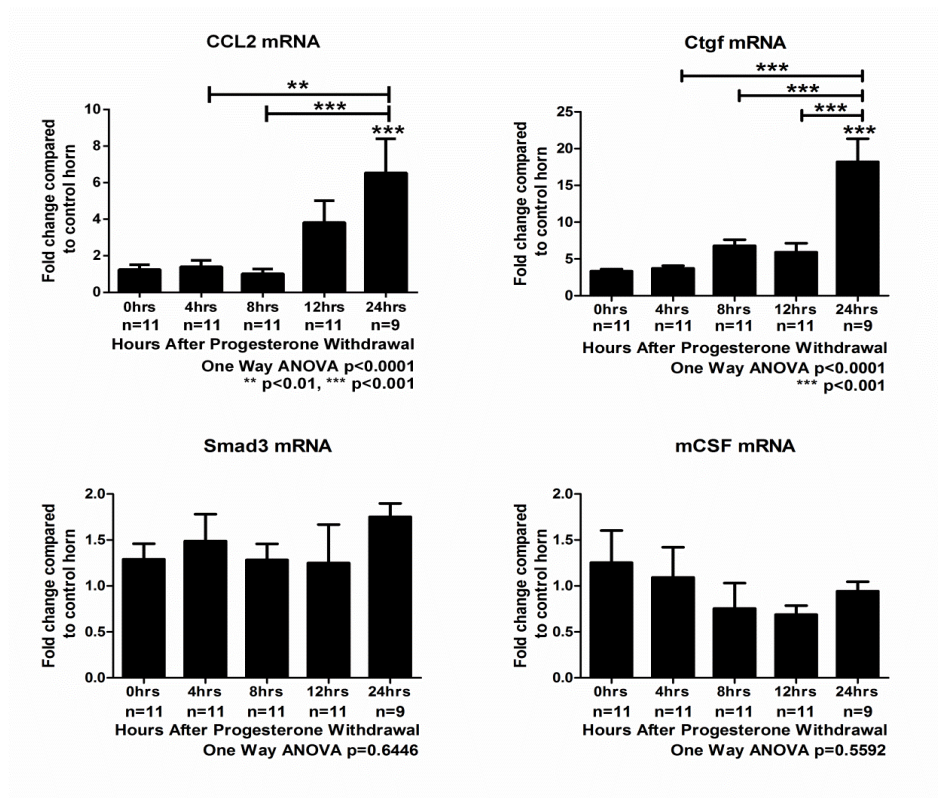 CCL2 mRNA
**
***
***
10
8
6
4
2
0
Fold change compared
to control horn
0hrs 4hrs 8hrs 12hrs 24hrs
n=11 n=11 n=11 n=11 n=9
Hours After Progesterone Withdrawal
One Way ANOVA p<0.0001
** p<0.01, *** p<0.001
Ctgf mRNA
***
***
***
***
25
20
15
10
5
0
Fold change compared
to control horn
0hrs 4hrs 8hrs 12hrs 24hrs
n=11 n=11 n=11 n=11 n=9
Hours After Progesterone Withdrawal
One Way ANOVA p<0.0001
*** p<0.001
Smad3 mRNA
2.0
1.5
1.0
0.5
0.0
Fold change compared
to control horn
0hrs 4hrs 8hrs 12hrs 24hrs
n=11 n=11 n=11 n=11 n=9
Hours After Progesterone Withdrawal
One Way ANOVA p=0.6446
mCSF mRNA
2.0
1.5
1.0
0.5
0.0
Fold change compared
to control horn
0hrs 4hrs 8hrs 12hrs 24hrs
n=11 n=11 n=11 n=11 n=9
Hours After Progesterone Withdrawal
One Way ANOVA p=0.5592